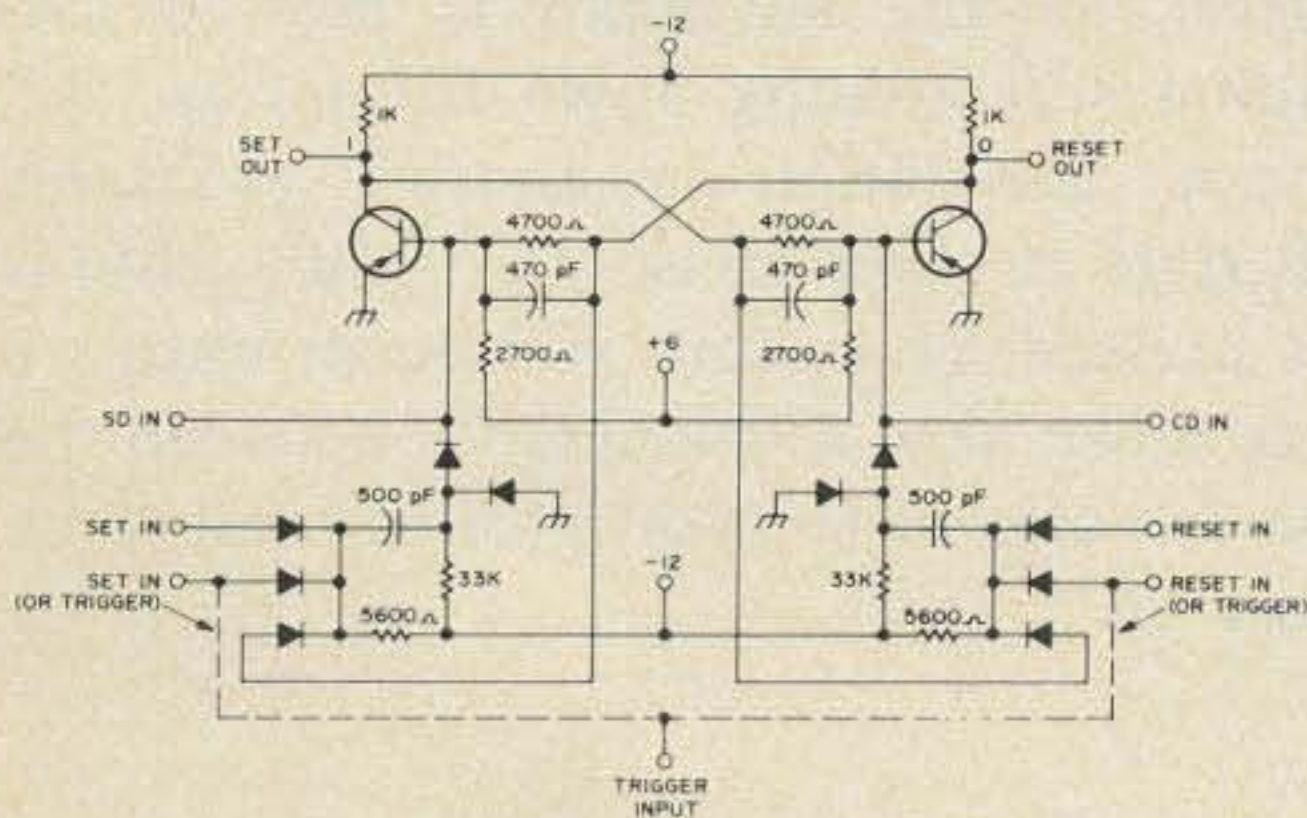 -12
1K
1K
SET OUT
1
0
RESET OUT
4700Ω
4700Ω
470 pF
470 pF
2700Ω
+6
2700Ω
SD IN
CD IN
500 pF
500 pF
SET IN
RESET IN
SET IN
(OR TRIGGER)
33K
-12
33K
RESET IN
(OR TRIGGER)
5600Ω
5600Ω
TRIGGER
INPUT